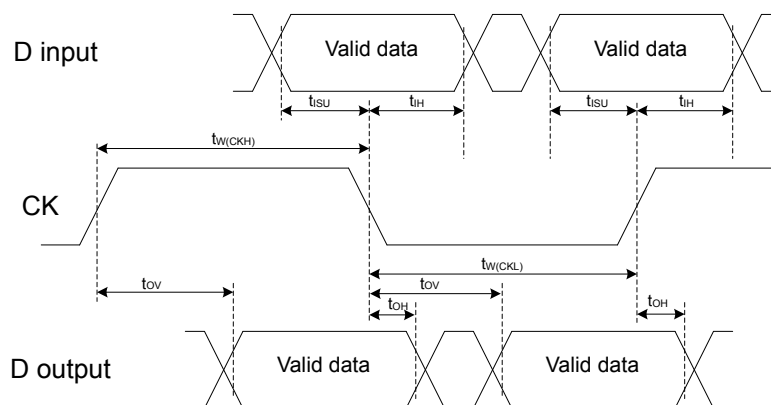 D input
Valid data
Valid data
tISU
tIH
tISU
tIH
tW(CKH)
CK
tW(CKL)
tOV
tOV
tOH
tOH
D output
Valid data
Valid data